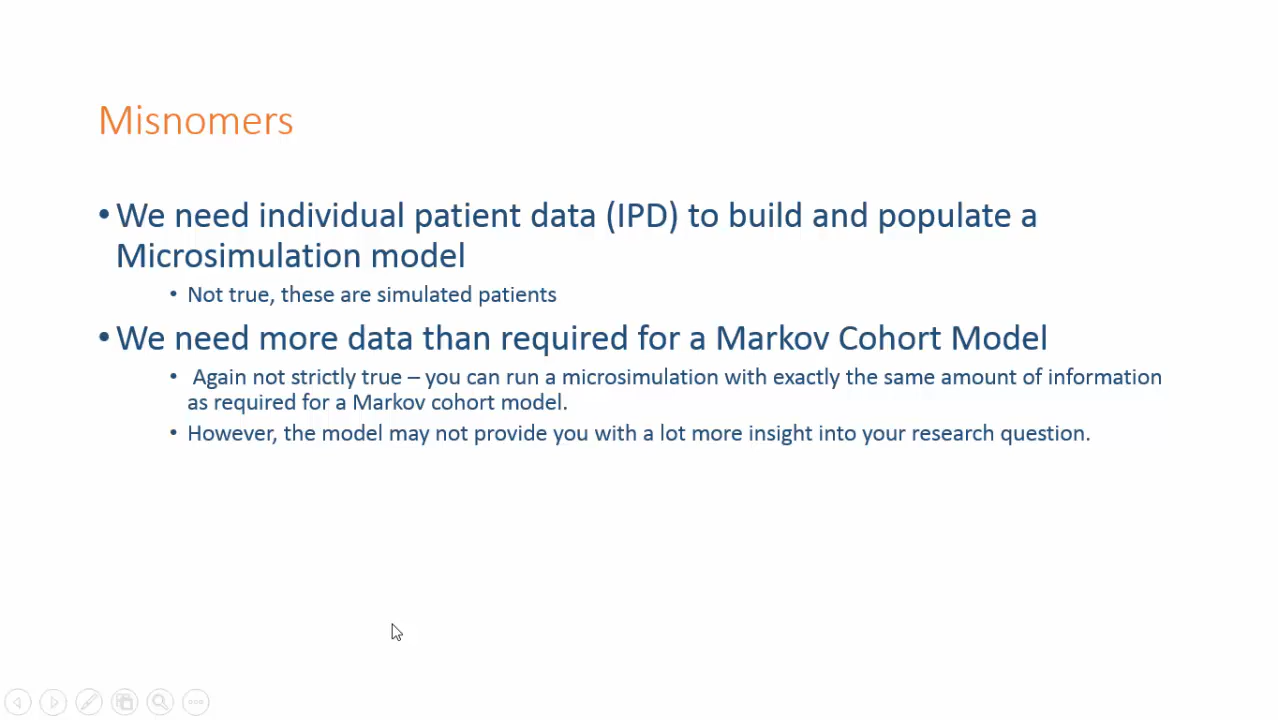 Misnomers
• We need individual patient data (IPD) to build and populate a
Microsimulation model
• Not true, these are simulated patients
• We need more data than required for a Markov Cohort Model
• Again not strictly true – you can run a microsimulation with exactly the same amount of information
as required for a Markov cohort model.
• However, the model may not provide you with a lot more insight into your research question.